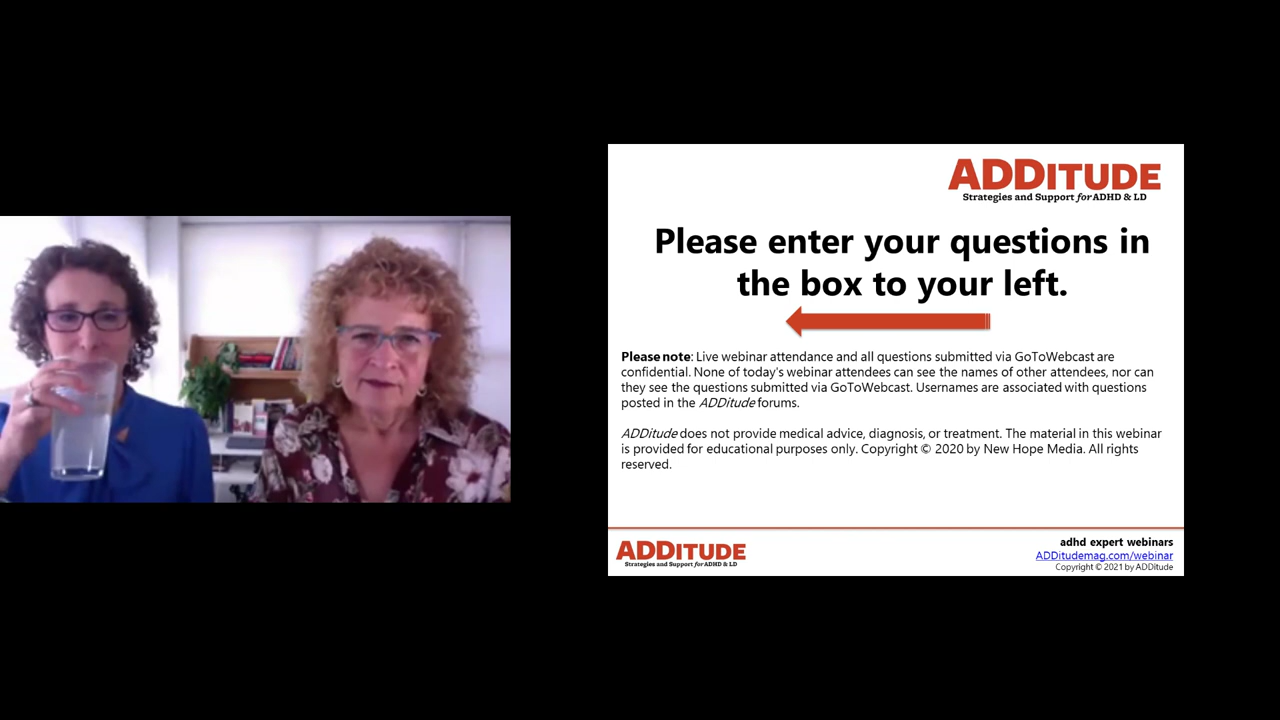 ADDITUDE
Strategies and Support for ADHD & LD
Please enter your questions in
the box to your left.
Please note: Live webinar attendance and all questions submitted via GoToWebcast are
confidential. None of today's webinar attendees can see the names of other attendees, nor can
they see the questions submitted via GoToWebcast. Usernames are associated with questions
posted in the ADDitude forums.
ADDitude does not provide medical advice, diagnosis, or treatment. The material in this webinar
is provided for educational purposes only. Copyright © 2020 by New Hope Media. All rights
reserved.
ADDITUDE
Strategies and Support for ADHD & LD
adhd expert webinars
ADDitudemag.com/webinar
Copyright © 2021 by ADDitude